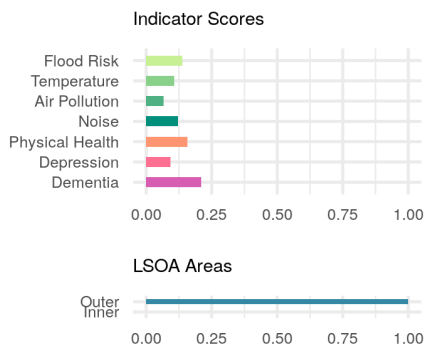 Indicator Scores
Flood Risk
Temperature
Air Pollution
Noise
Physical Health
Depression
Dementia
0.00 0.25 0.50 0.75 1.00
LSOA Areas
Outer
Inner
0.00 0.25 0.50 0.75 1.00